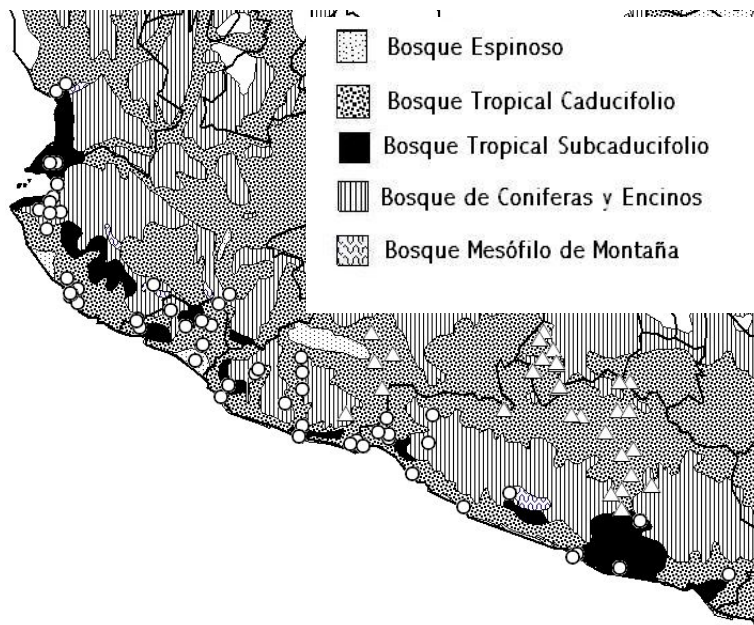 Bosque Espinoso
Bosque Tropical Caducifolio
Bosque Tropical Subcaducifolio
Bosque de Coniferas y Encinos
Bosque Mesófilo de Montaña